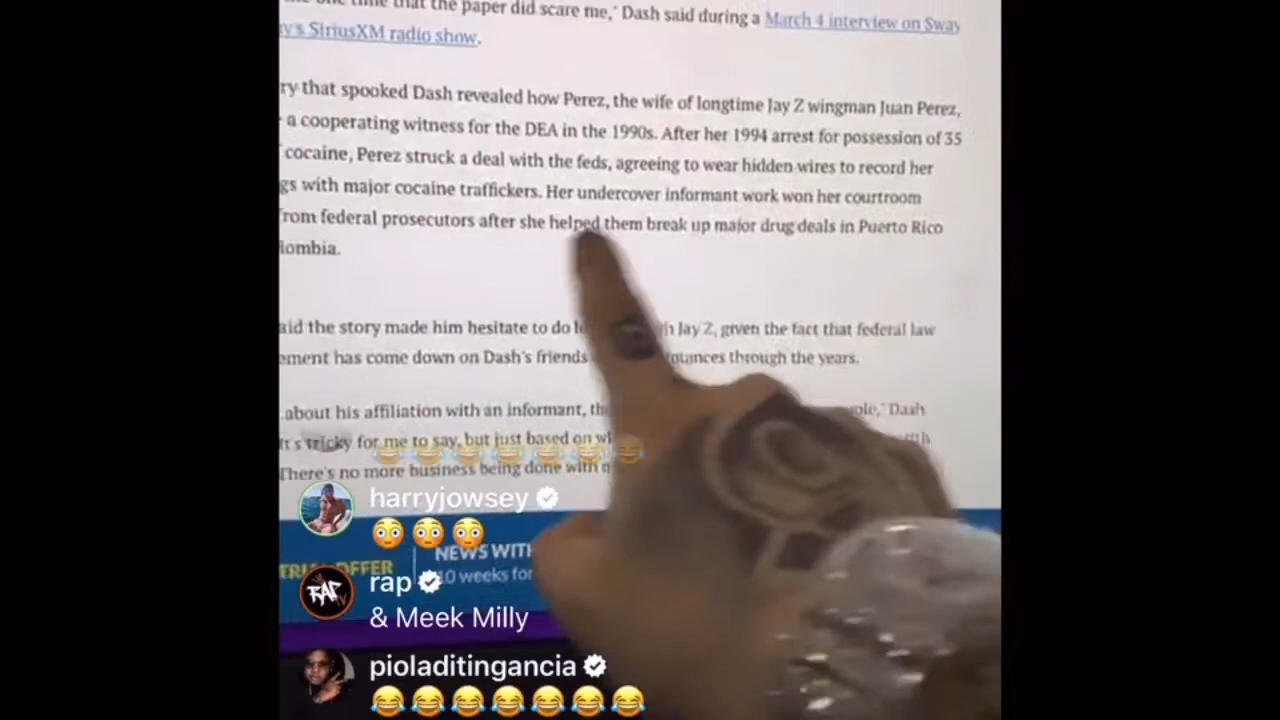 that the paper did scare me," Dash said during a March 4 interview on Sway
y's SiriusXM radio show.
ry that spooked Dash revealed how Perez, the wife of longtime Jay Z wingman Juan Perez,
a cooperating witness for the DEA in the 1990s. After her 1994 arrest for possession of 35
cocaine, Perez struck a deal with the feds, agreeing to wear hidden wires to record her
gs with major cocaine traffickers. Her undercover informant work won her courtroom
rom federal prosecutors after she helped them break up major drug deals in Puerto Rico
lombia.
aid the story made him hesitate to do Jay Z, given the fact that federal law
ement has come down on Dash's friends through the years.
about his affiliation with an informant, Dash
It's tricky for me to say, but just based on
There's no more business being done with
harryjowsey
😳😳😳
NEWS WITH
OFFER
10 weeks for
rap
RAP TV
& Meek Milly
pioladitingancia
😂😂😂😂😂😂😂